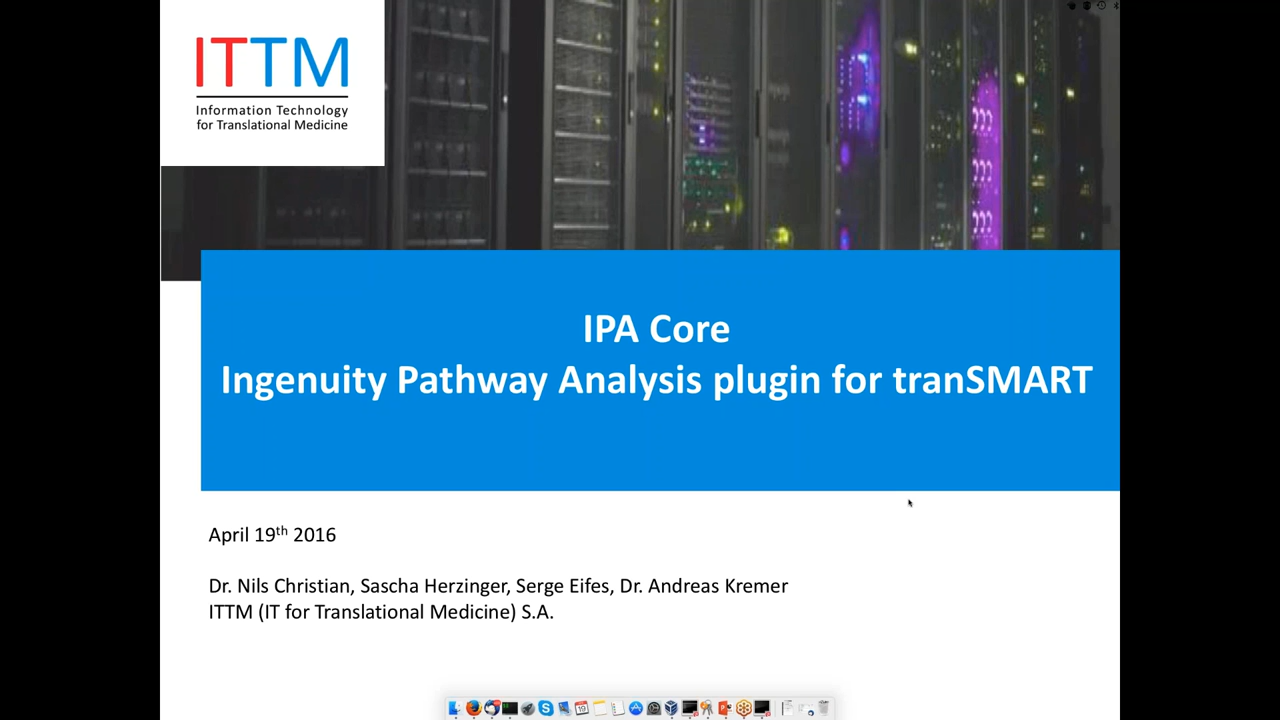 ITTM
Information Technology
for Translational Medicine
IPA Core
Ingenuity Pathway Analysis plugin for tranSMART
April 19th 2016
Dr. Nils Christian, Sascha Herzinger, Serge Eifes, Dr. Andreas Kremer
ITTM (IT for Translational Medicine) S.A.